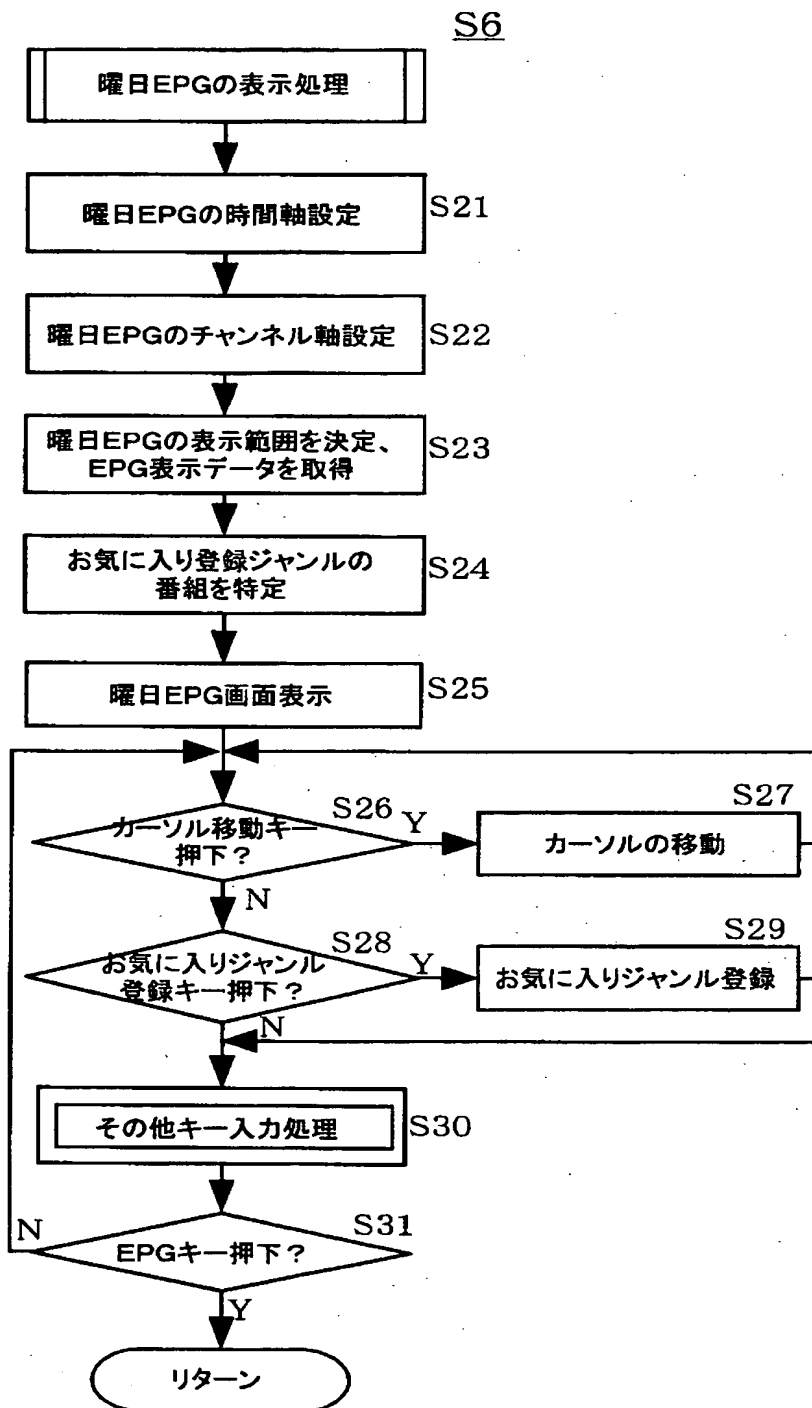 S6
曜日EPGの表示処理
曜日EPGの時間軸設定
S21
曜日EPGのチャンネル軸設定
S22
曜日EPGの表示範囲を決定、
EPG表示データを取得
S23
お気に入り登録ジャンルの
番組を特定
S24
曜日EPG画面表示
S25
カーソル移動キー
押下？
S26
Y
カーソルの移動
S27
N
お気に入りジャンル
登録キー押下？
S28
Y
お気に入りジャンル登録
S29
N
その他キー入力処理
S30
EPGキー押下？
S31
N
Y
リターン